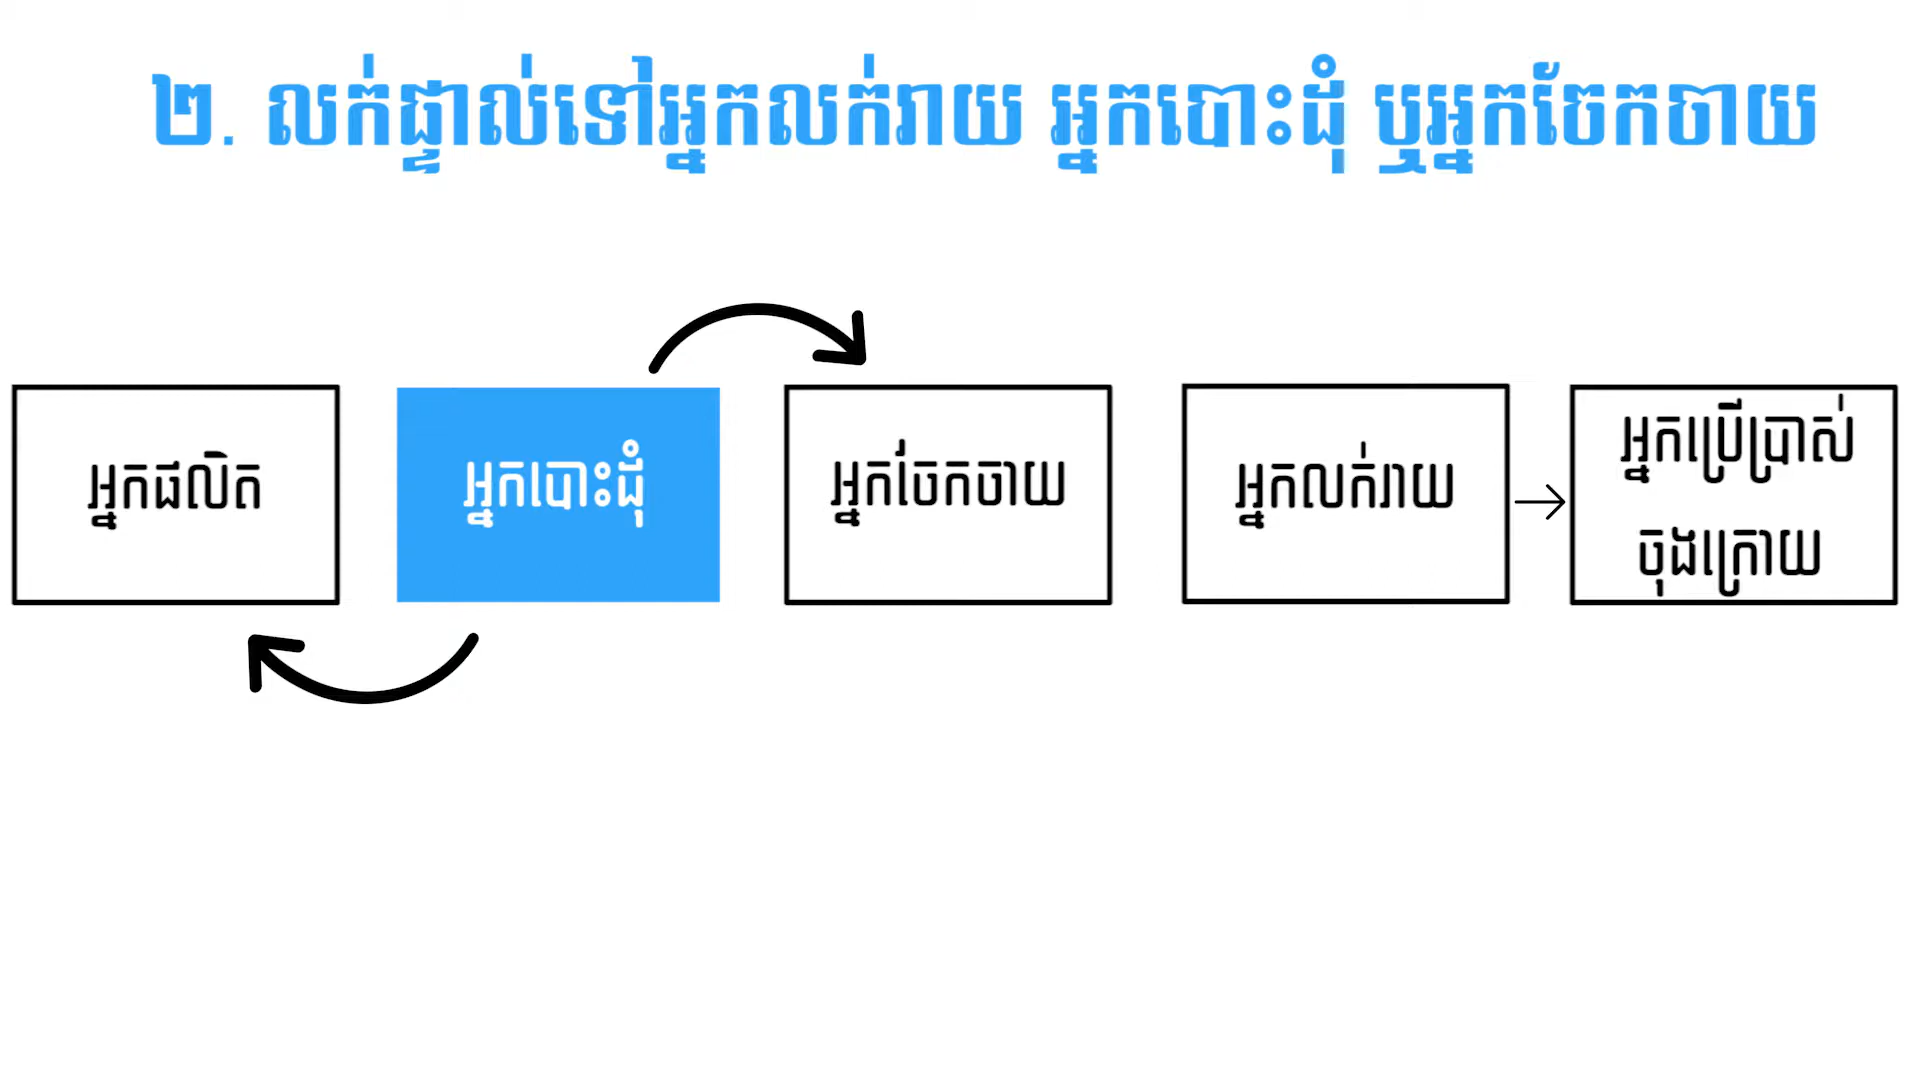 ២. លក់ផ្ទាល់ទៅអ្នកលក់រាយ អ្នកបោះដុំ ឬអ្នកចែកចាយ
អ្នកផលិត
អ្នកបោះដុំ
អ្នកចែកចាយ
អ្នកលក់រាយ
អ្នកប្រើប្រាស់
ចុងក្រោយ